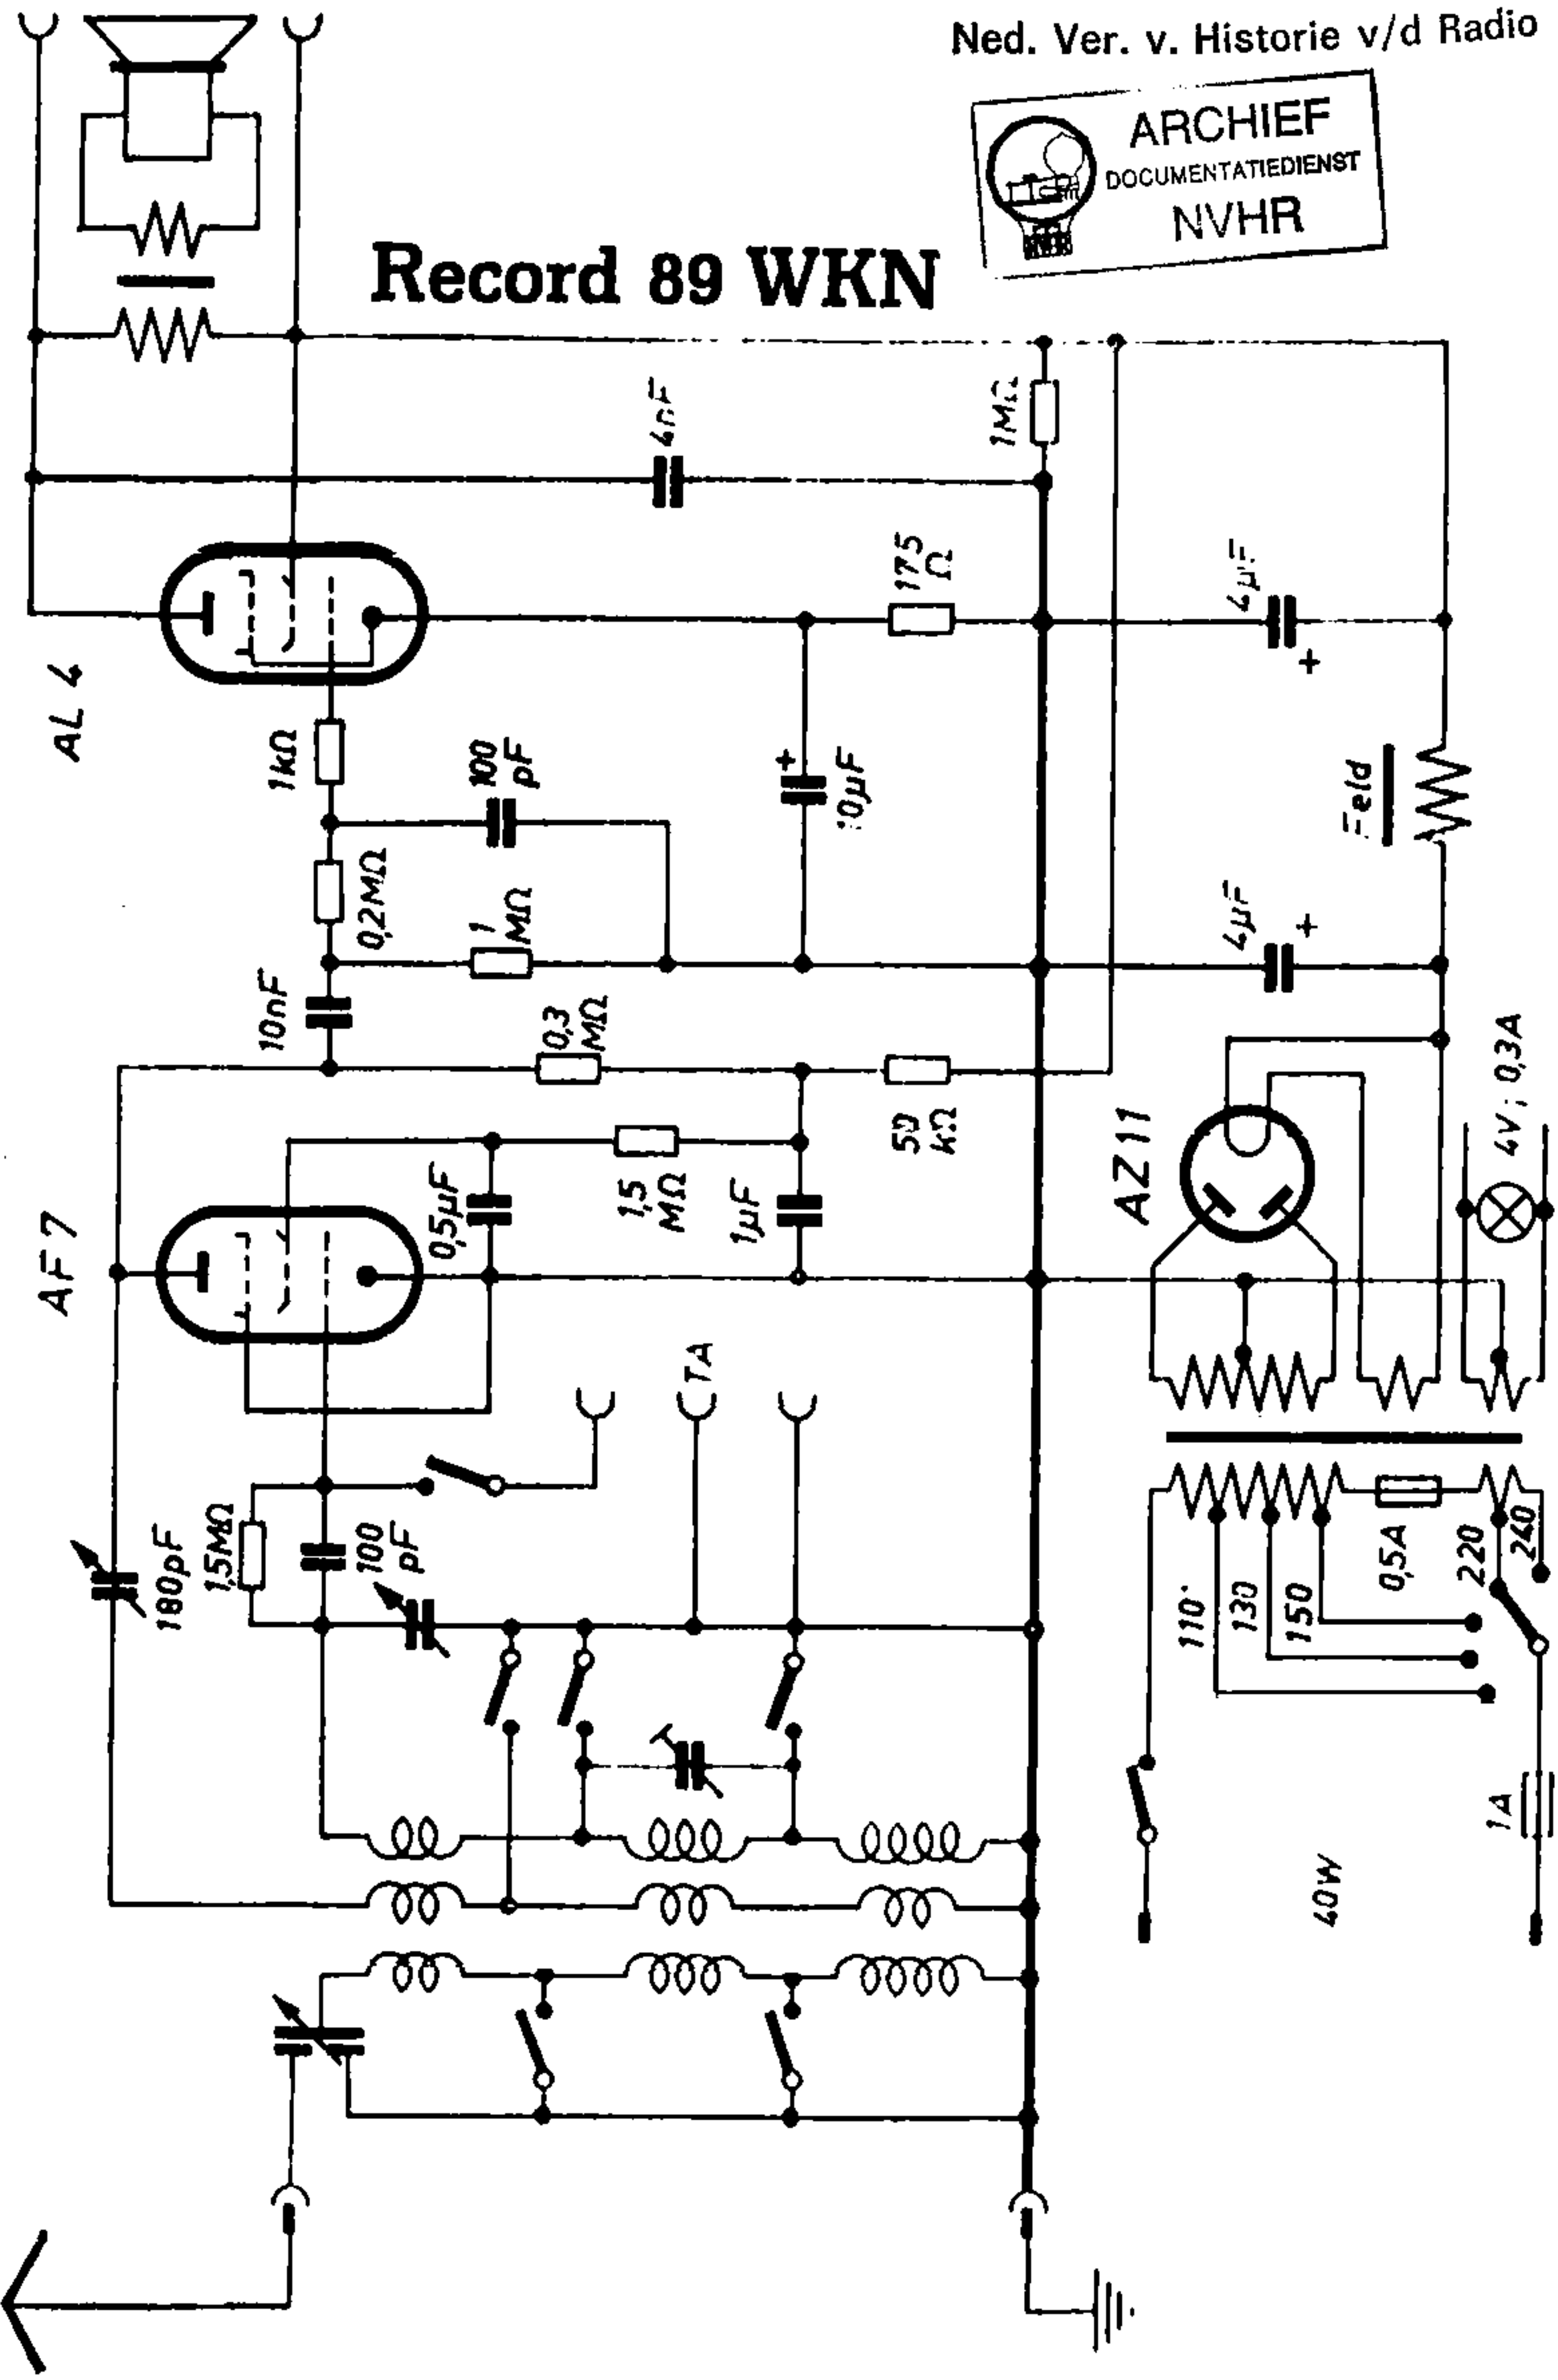 Ned. Ver. v. Historie v/d Radio
ARCHIEF
DOCUMENTATIEDIENST
NVHR
Record 89 WKN
4nF
1MΩ
175
Ω
4µF
+
AL 4
1kΩ
100
pF
+
10µF
Feld
0,2MΩ
1
MΩ
4µF
+
10nF
0,3
MΩ
50
kΩ
4V; 0,3A
AZ11
AF7
0,5µF
1,5
MΩ
1µF
TA
180pF
1,5MΩ
100
pF
110
130
150
0,5A
220
240
1A
40W